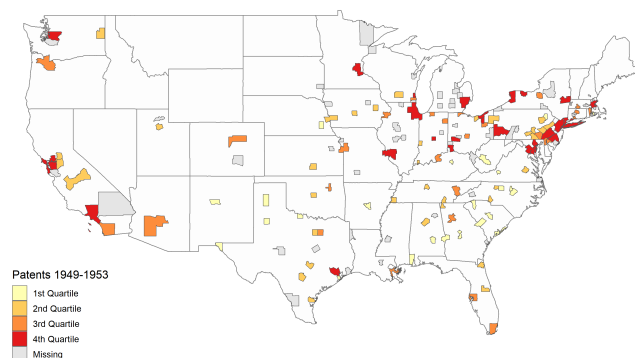 Patents 1949-1953
1st Quartile
2nd Quartile
3rd Quartile
4th Quartile
Missing